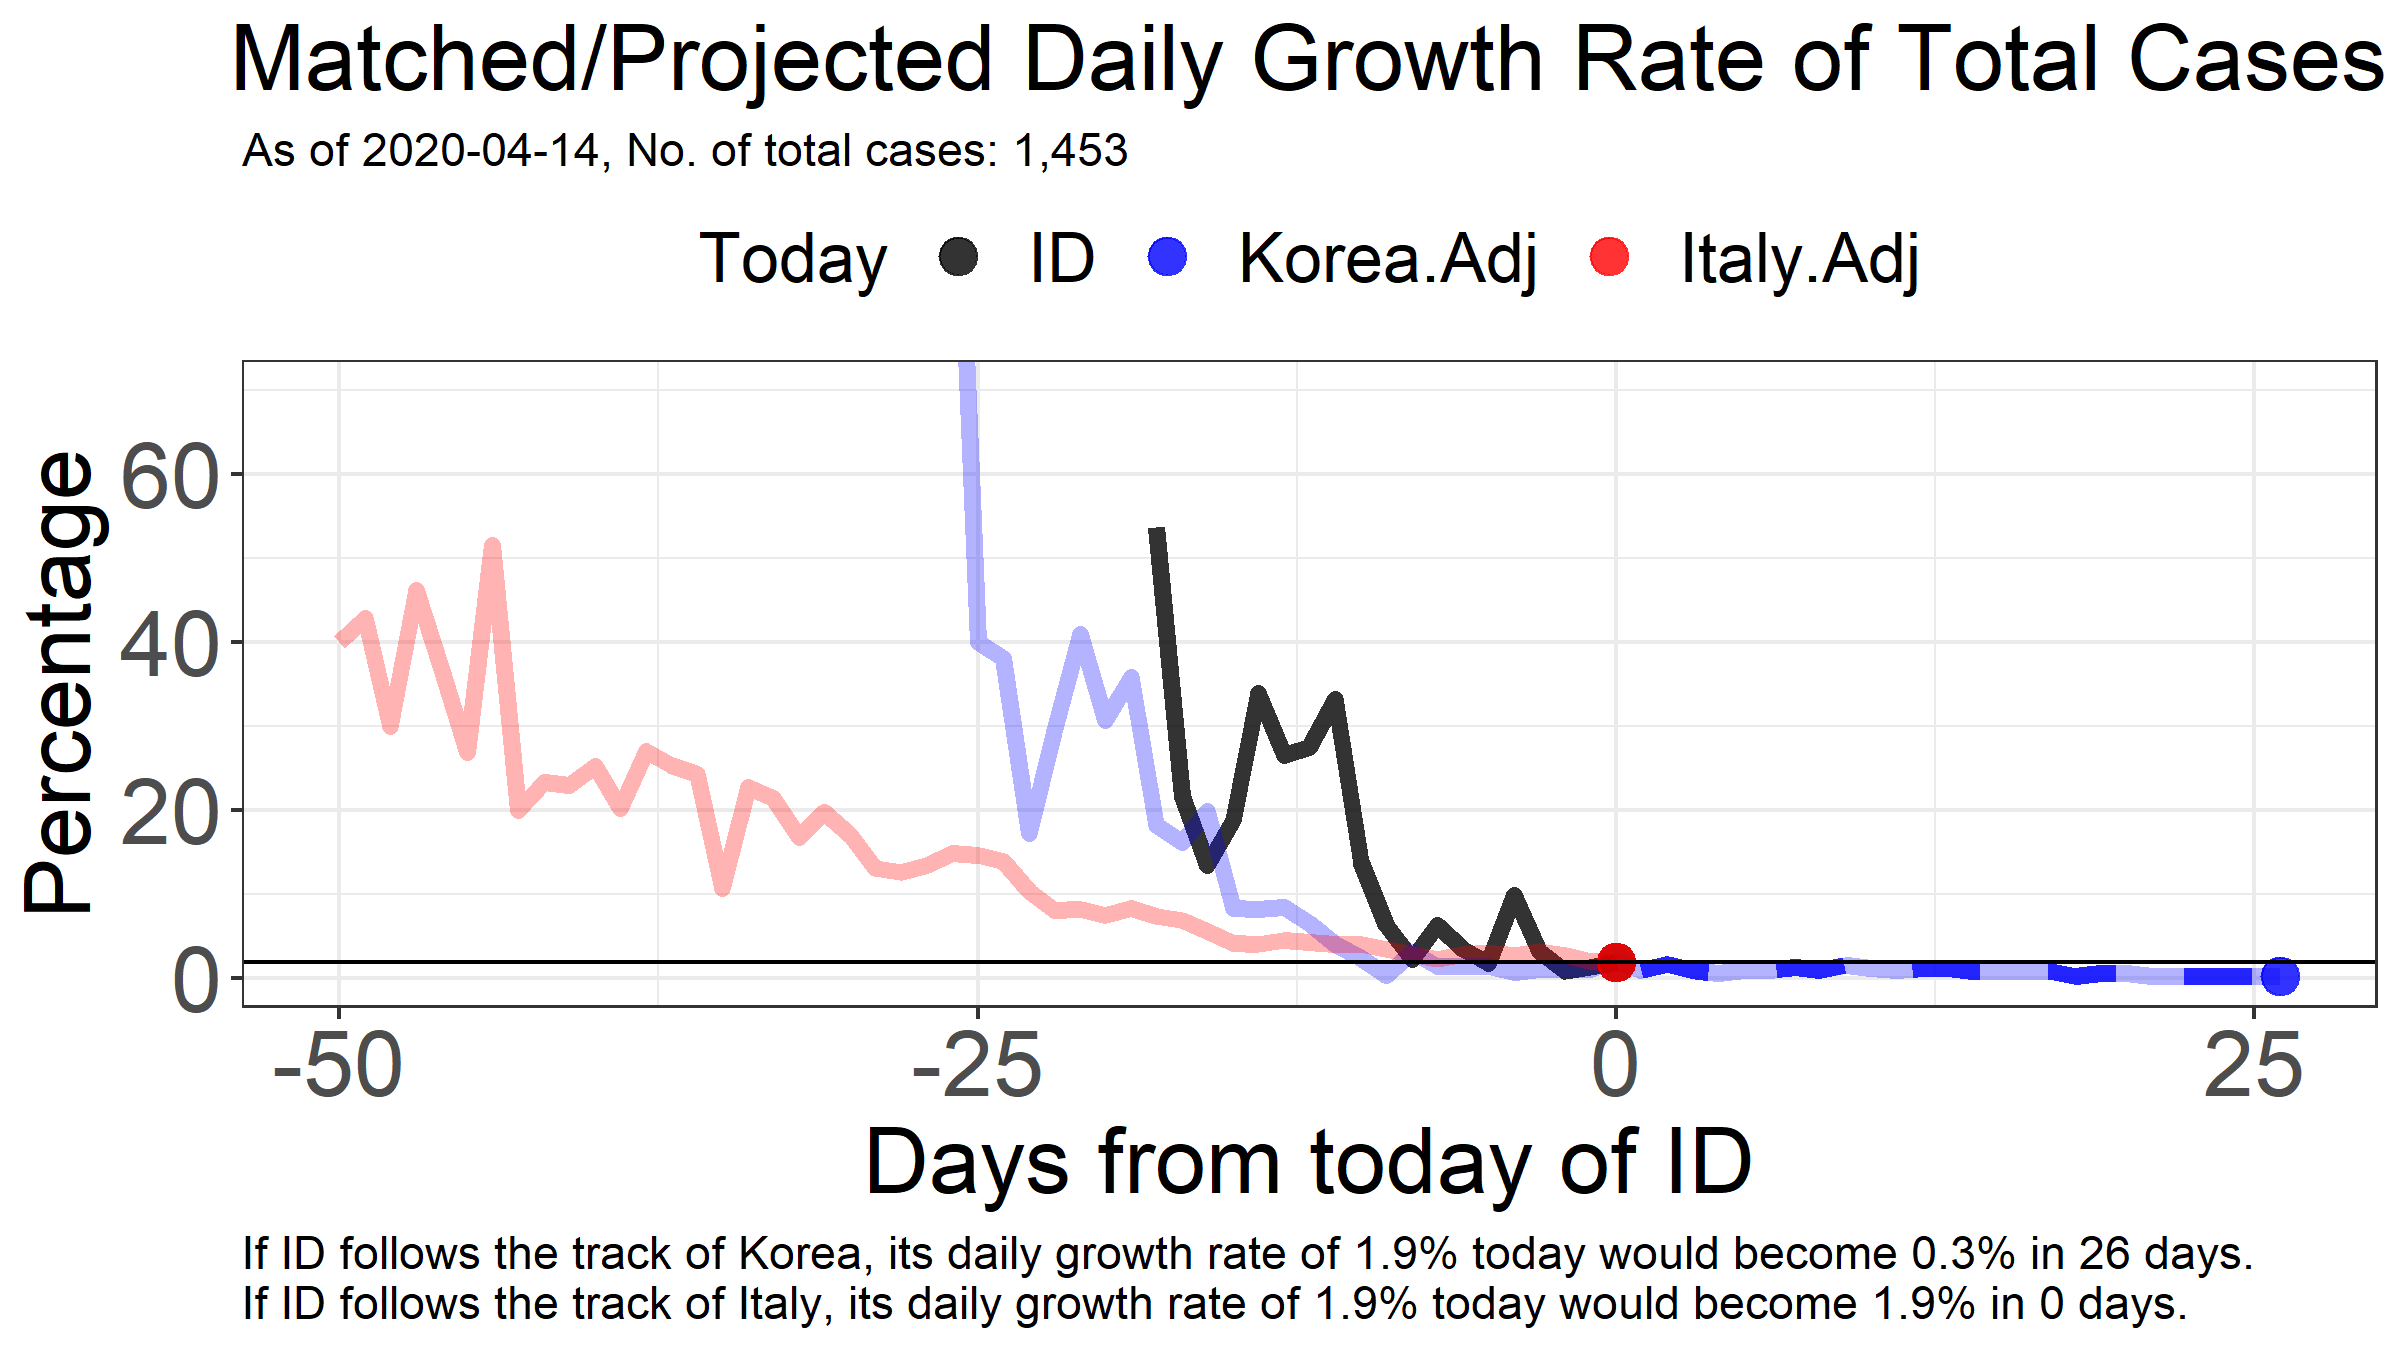 Matched/Projected Daily Growth Rate of Total Cases
As of 2020-04-14, No. of total cases: 1,453
Today ID Korea.Adj Italy.Adj
Percentage
60
40
20
0
-50 -25 0 25
Days from today of ID
If ID follows the track of Korea, its daily growth rate of 1.9% today would become 0.3% in 26 days.
If ID follows the track of Italy, its daily growth rate of 1.9% today would become 1.9% in 0 days.